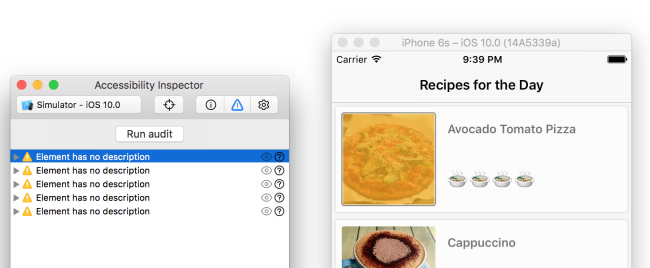 Accessibility Inspector
Simulator - iOS 10.0
Run audit
Element has no description
Element has no description
Element has no description
Element has no description
Element has no description
iPhone 6s – iOS 10.0 (14A5339a)
Carrier 9:39 PM
Recipes for the Day
Avocado Tomato Pizza
Cappuccino